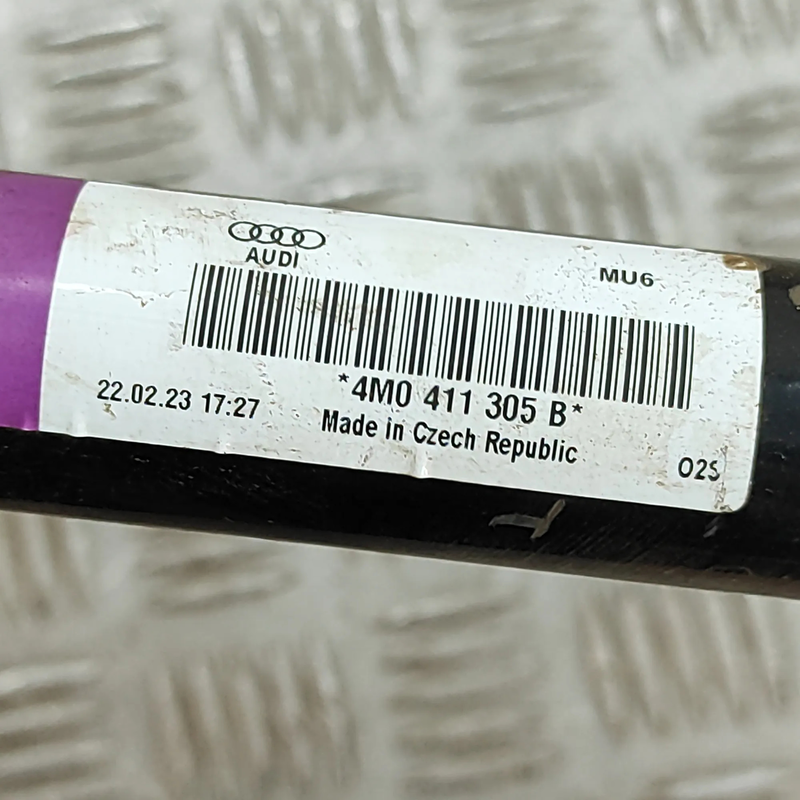 AUDI
MU6
*4M0 411 305 B*
22.02.23 17:27
Made in Czech Republic
02S